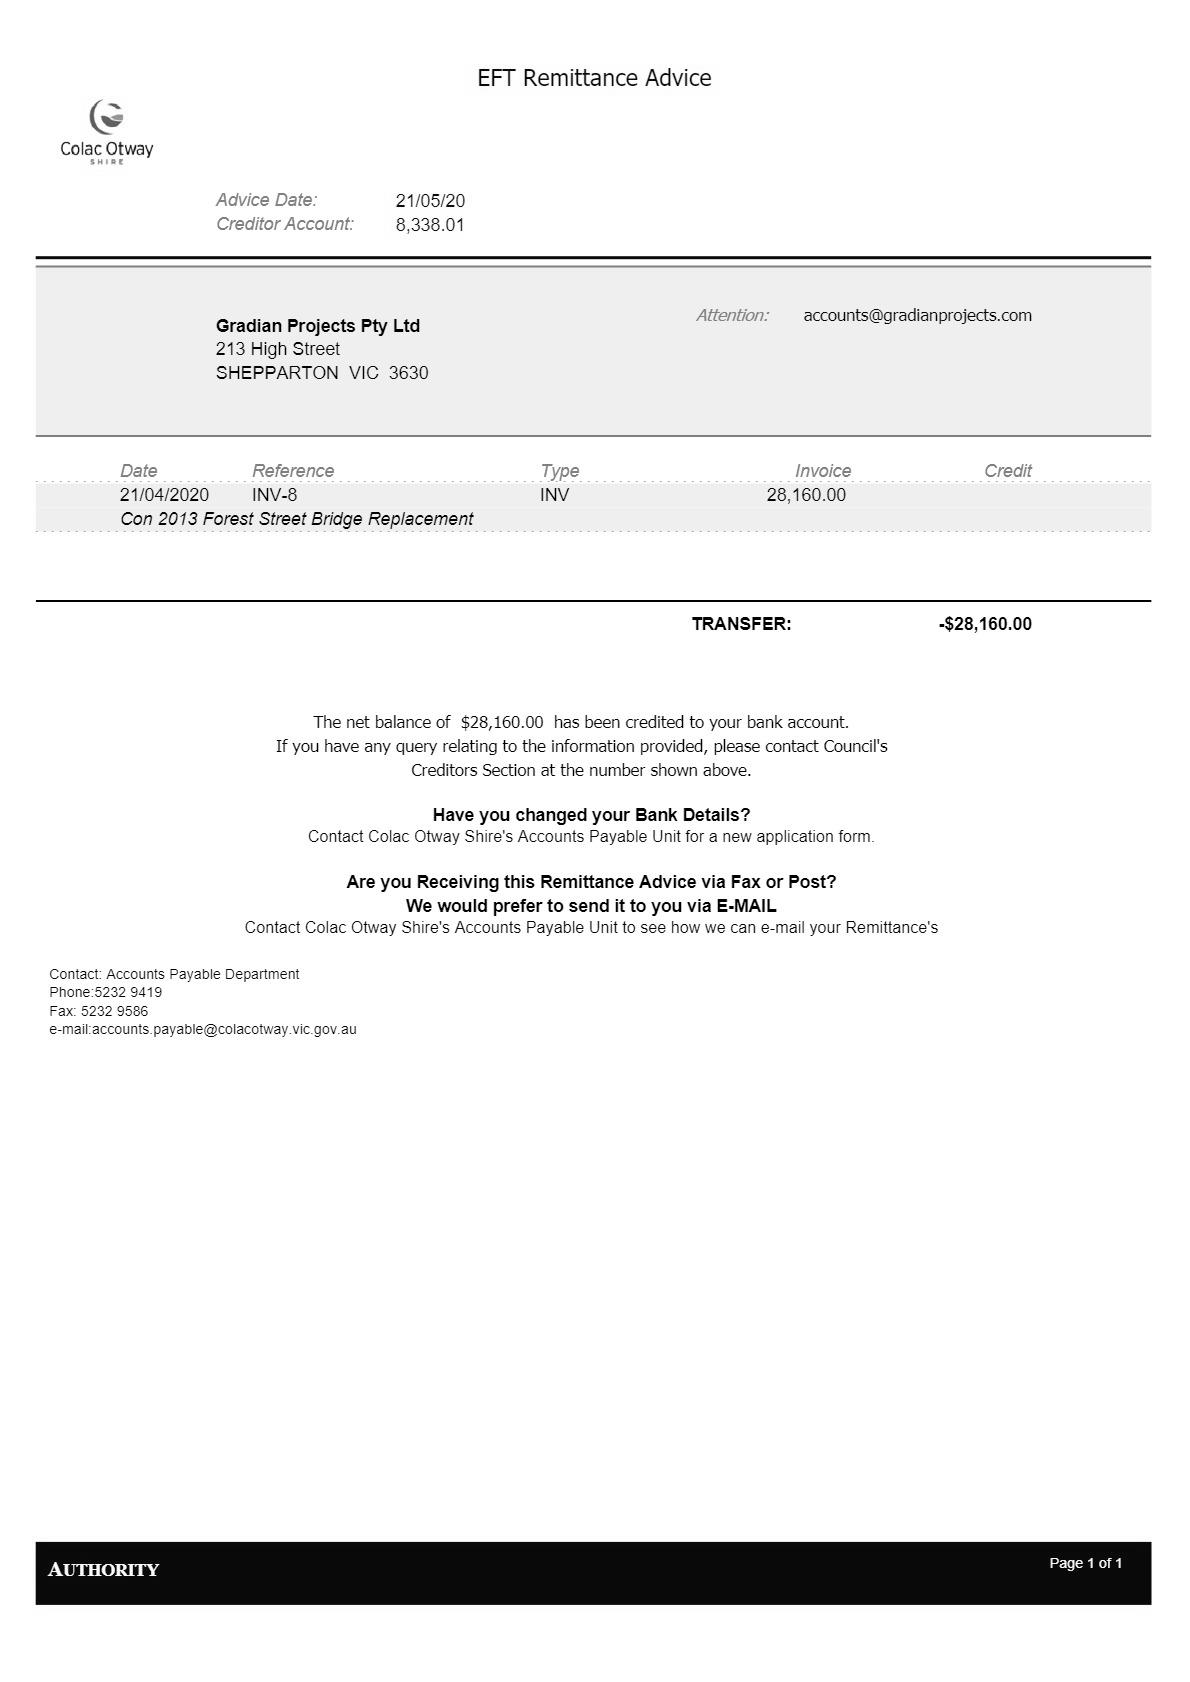 EFT Remittance Advice
Colac Otway
SHIRE
Advice Date: 21/05/20
Creditor Account: 8,338.01
Attention: accounts@gradianprojects.com
Gradian Projects Pty Ltd
213 High Street
SHEPPARTON VIC 3630
Date Reference Type Invoice Credit
21/04/2020 INV-8 INV 28,160.00
Con 2013 Forest Street Bridge Replacement
TRANSFER: -$28,160.00
The net balance of $28,160.00 has been credited to your bank account.
If you have any query relating to the information provided, please contact Council's
Creditors Section at the number shown above.
Have you changed your Bank Details?
Contact Colac Otway Shire's Accounts Payable Unit for a new application form.
Are you Receiving this Remittance Advice via Fax or Post?
We would prefer to send it to you via E-MAIL
Contact Colac Otway Shire's Accounts Payable Unit to see how we can e-mail your Remittance's
Contact: Accounts Payable Department
Phone:5232 9419
Fax: 5232 9586
e-mail:accounts.payable@colacotway.vic.gov.au
AUTHORITY Page 1 of 1